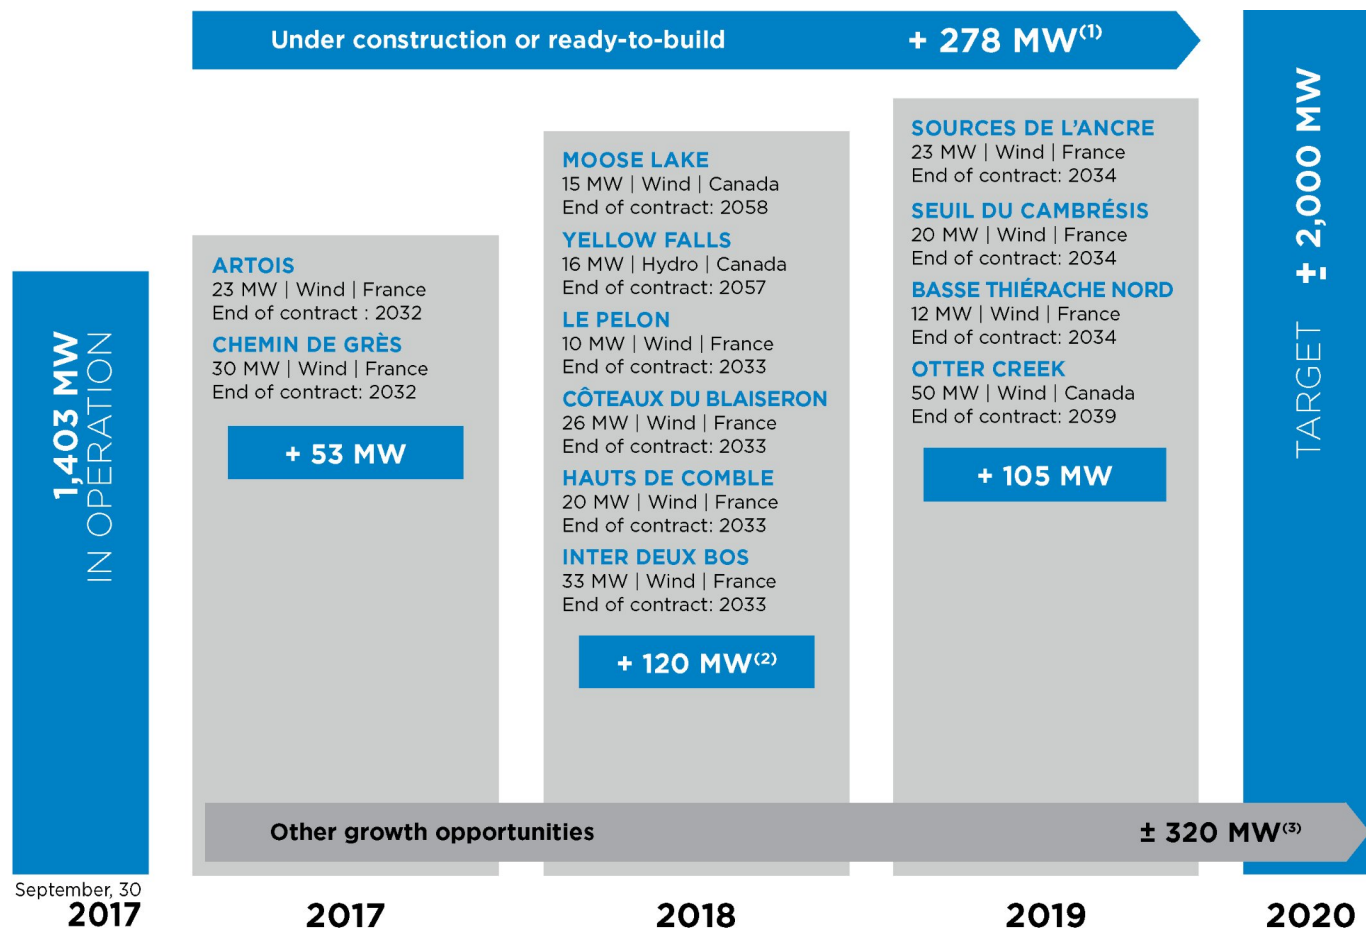 Under construction or ready-to-build + 278 MW(1)
1,403 MW
IN OPERATION
September, 30
2017
ARTOIS
23 MW | Wind | France
End of contract : 2032
CHEMIN DE GRÈS
30 MW | Wind | France
End of contract: 2032
+ 53 MW
2017
MOOSE LAKE
15 MW | Wind | Canada
End of contract: 2058
YELLOW FALLS
16 MW | Hydro | Canada
End of contract: 2057
LE PELON
10 MW | Wind | France
End of contract: 2033
CÔTEAUX DU BLAISERON
26 MW | Wind | France
End of contract: 2033
HAUTS DE COMBLE
20 MW | Wind | France
End of contract: 2033
INTER DEUX BOS
33 MW | Wind | France
End of contract: 2033
+ 120 MW(2)
2018
SOURCES DE L'ANCRE
23 MW | Wind | France
End of contract: 2034
SEUIL DU CAMBRÉSIS
20 MW | Wind | France
End of contract: 2034
BASSE THIÉRACHE NORD
12 MW | Wind | France
End of contract: 2034
OTTER CREEK
50 MW | Wind | Canada
End of contract: 2039
+ 105 MW
2019
TARGET ± 2,000 MW
2020
Other growth opportunities ± 320 MW(3)